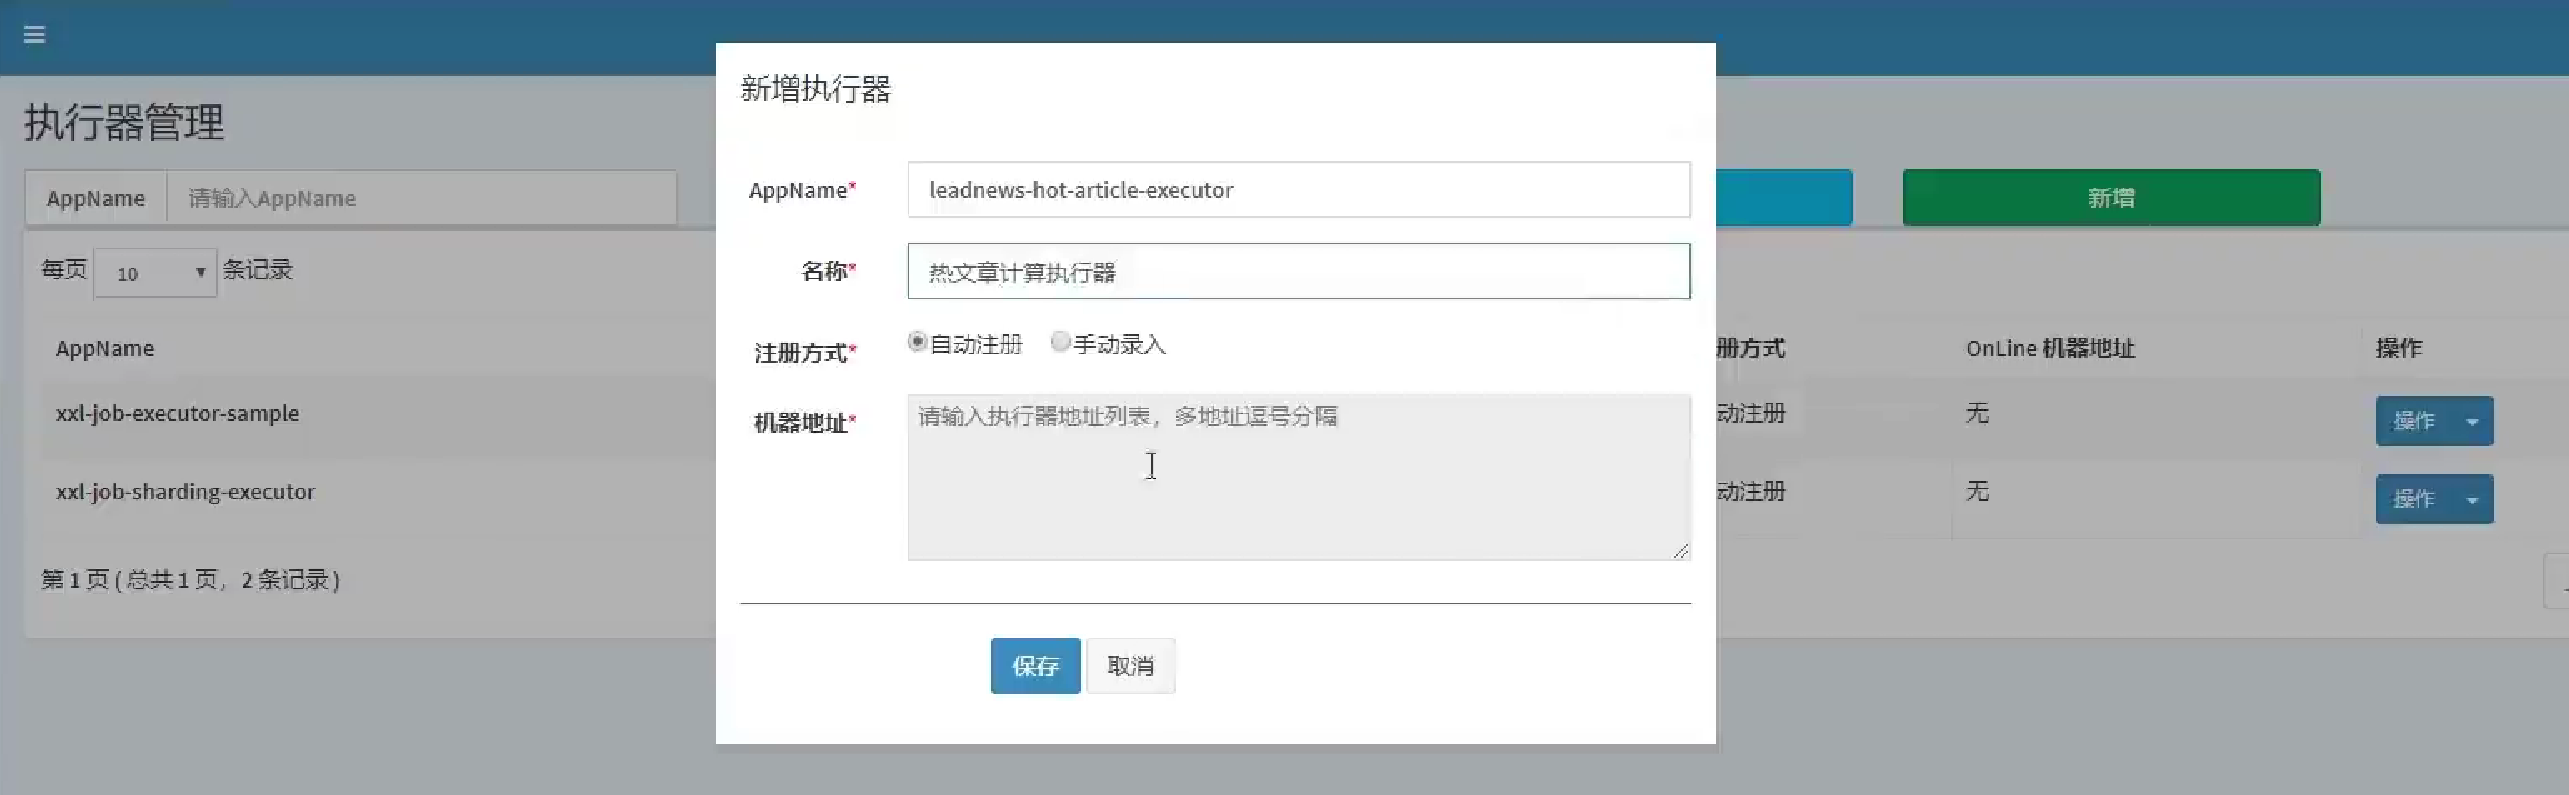 新增执行器
执行器管理
AppName* leadnews-hot-article-executor
AppName 请输入AppName
新增
名称* 热文章计算执行器
每页 10 条记录
注册方式* 自动注册 手动录入
AppName
册方式 OnLine 机器地址 操作
机器地址* 请输入执行器地址列表，多地址逗号分隔
xxl-job-executor-sample
动注册 无 操作
xxl-job-sharding-executor
动注册 无 操作
第 1 页 ( 总共 1 页，2 条记录 )
保存 取消